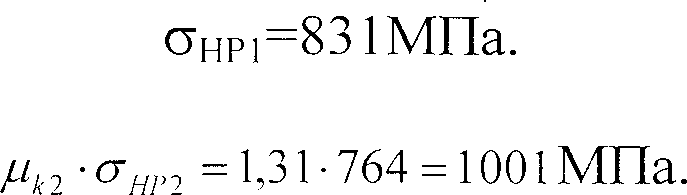 σHP1=831МПа.
μk2 · σHP2 = 1,31 · 764 = 1001 МПа.